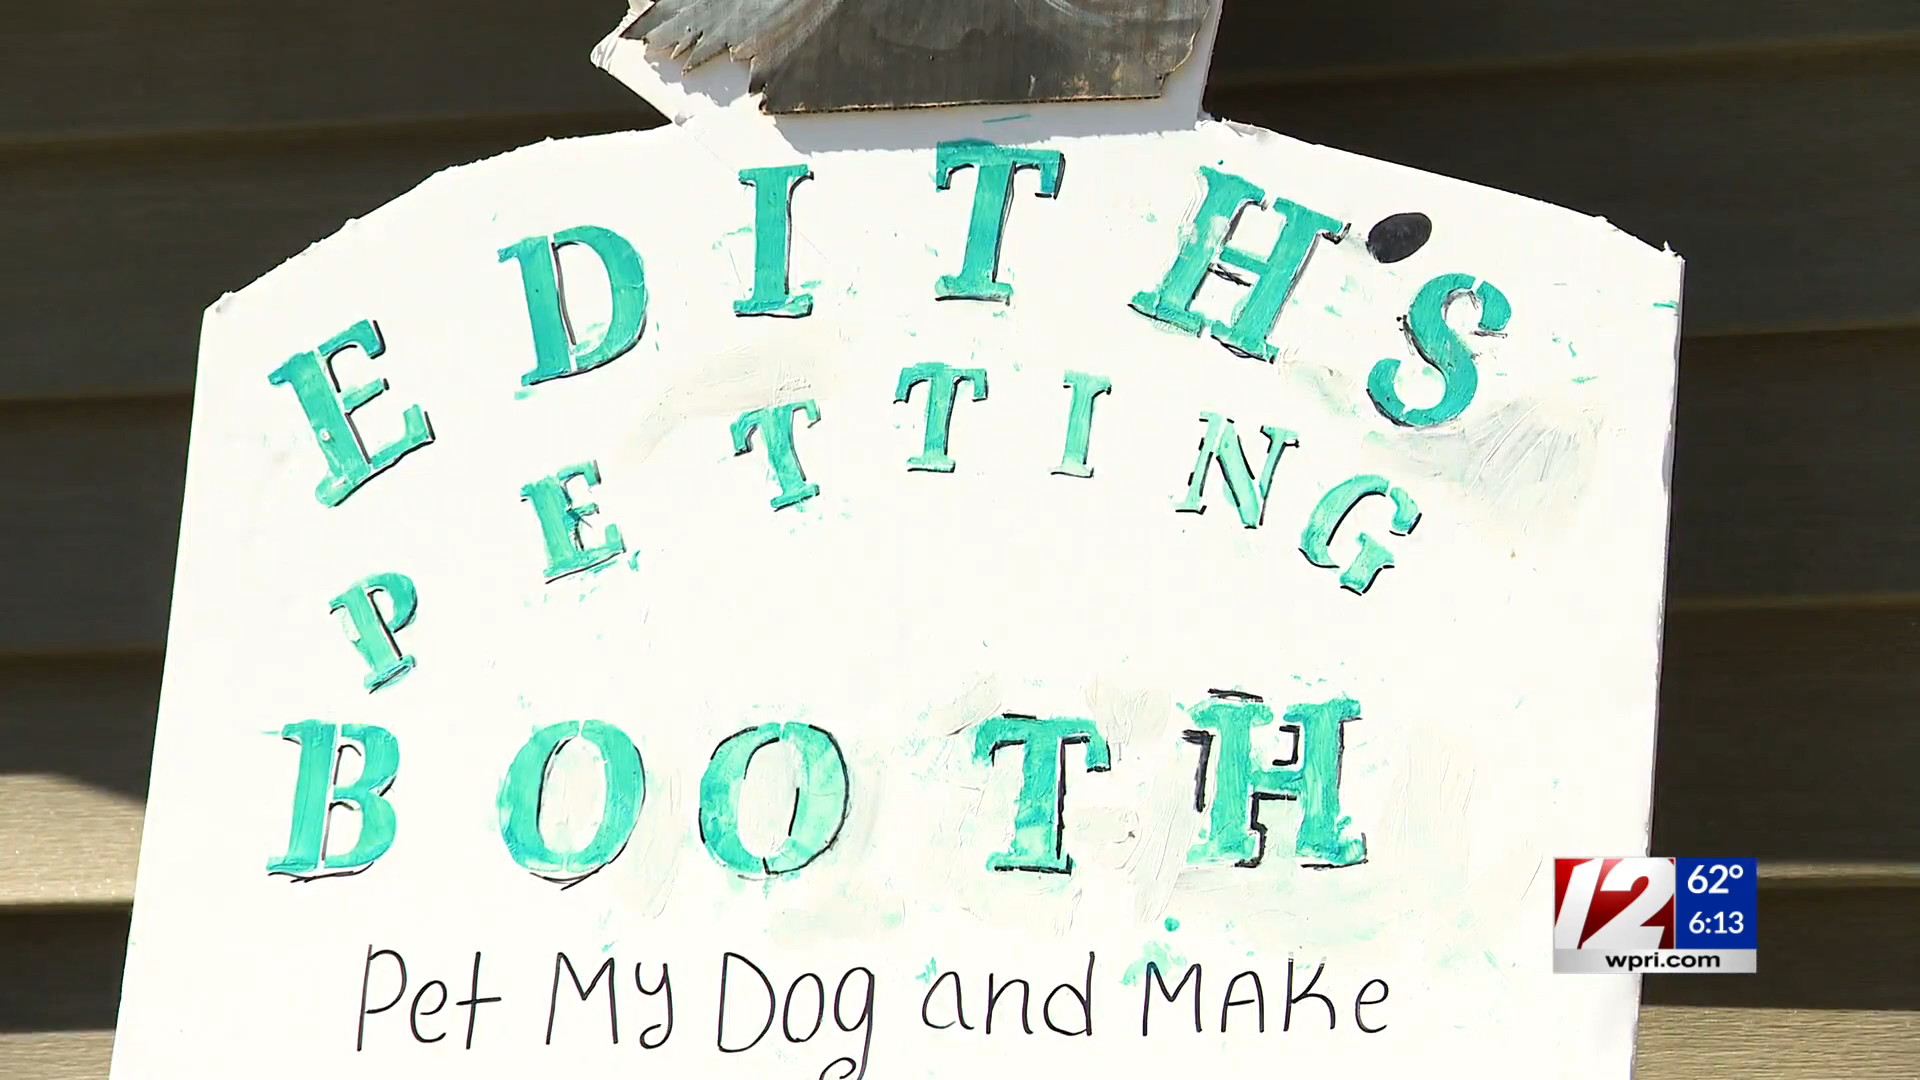 EDITH'S
PETTING
BOOTH
Pet My Dog and MAKe
12
62°
6:13
wpri.com